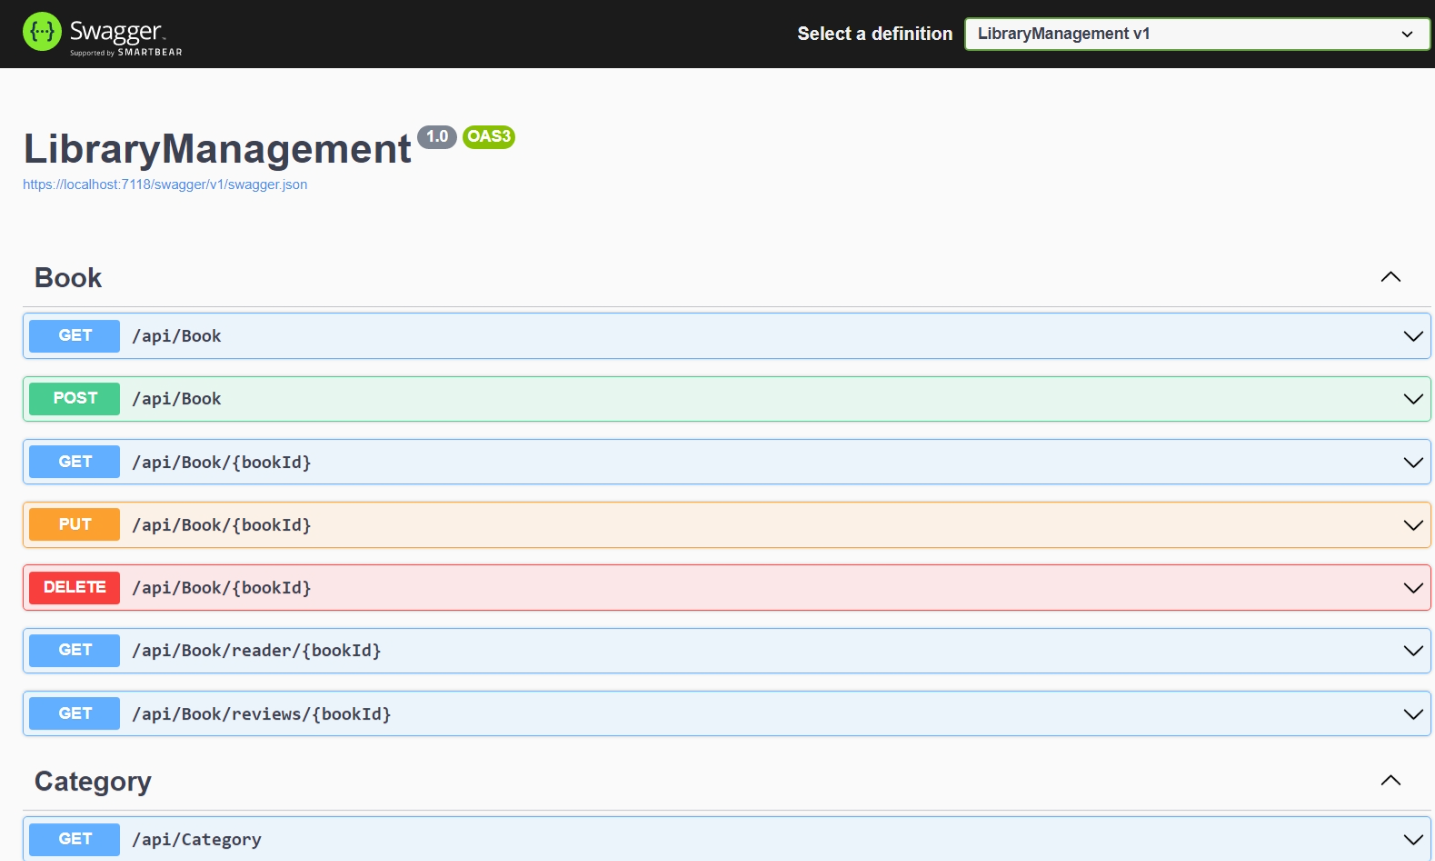 Swagger™
Supported by SMARTBEAR
Select a definition
LibraryManagement v1
LibraryManagement 1.0 OAS3
https://localhost:7118/swagger/v1/swagger.json
Book
GET /api/Book
POST /api/Book
GET /api/Book/{bookId}
PUT /api/Book/{bookId}
DELETE /api/Book/{bookId}
GET /api/Book/reader/{bookId}
GET /api/Book/reviews/{bookId}
Category
GET /api/Category